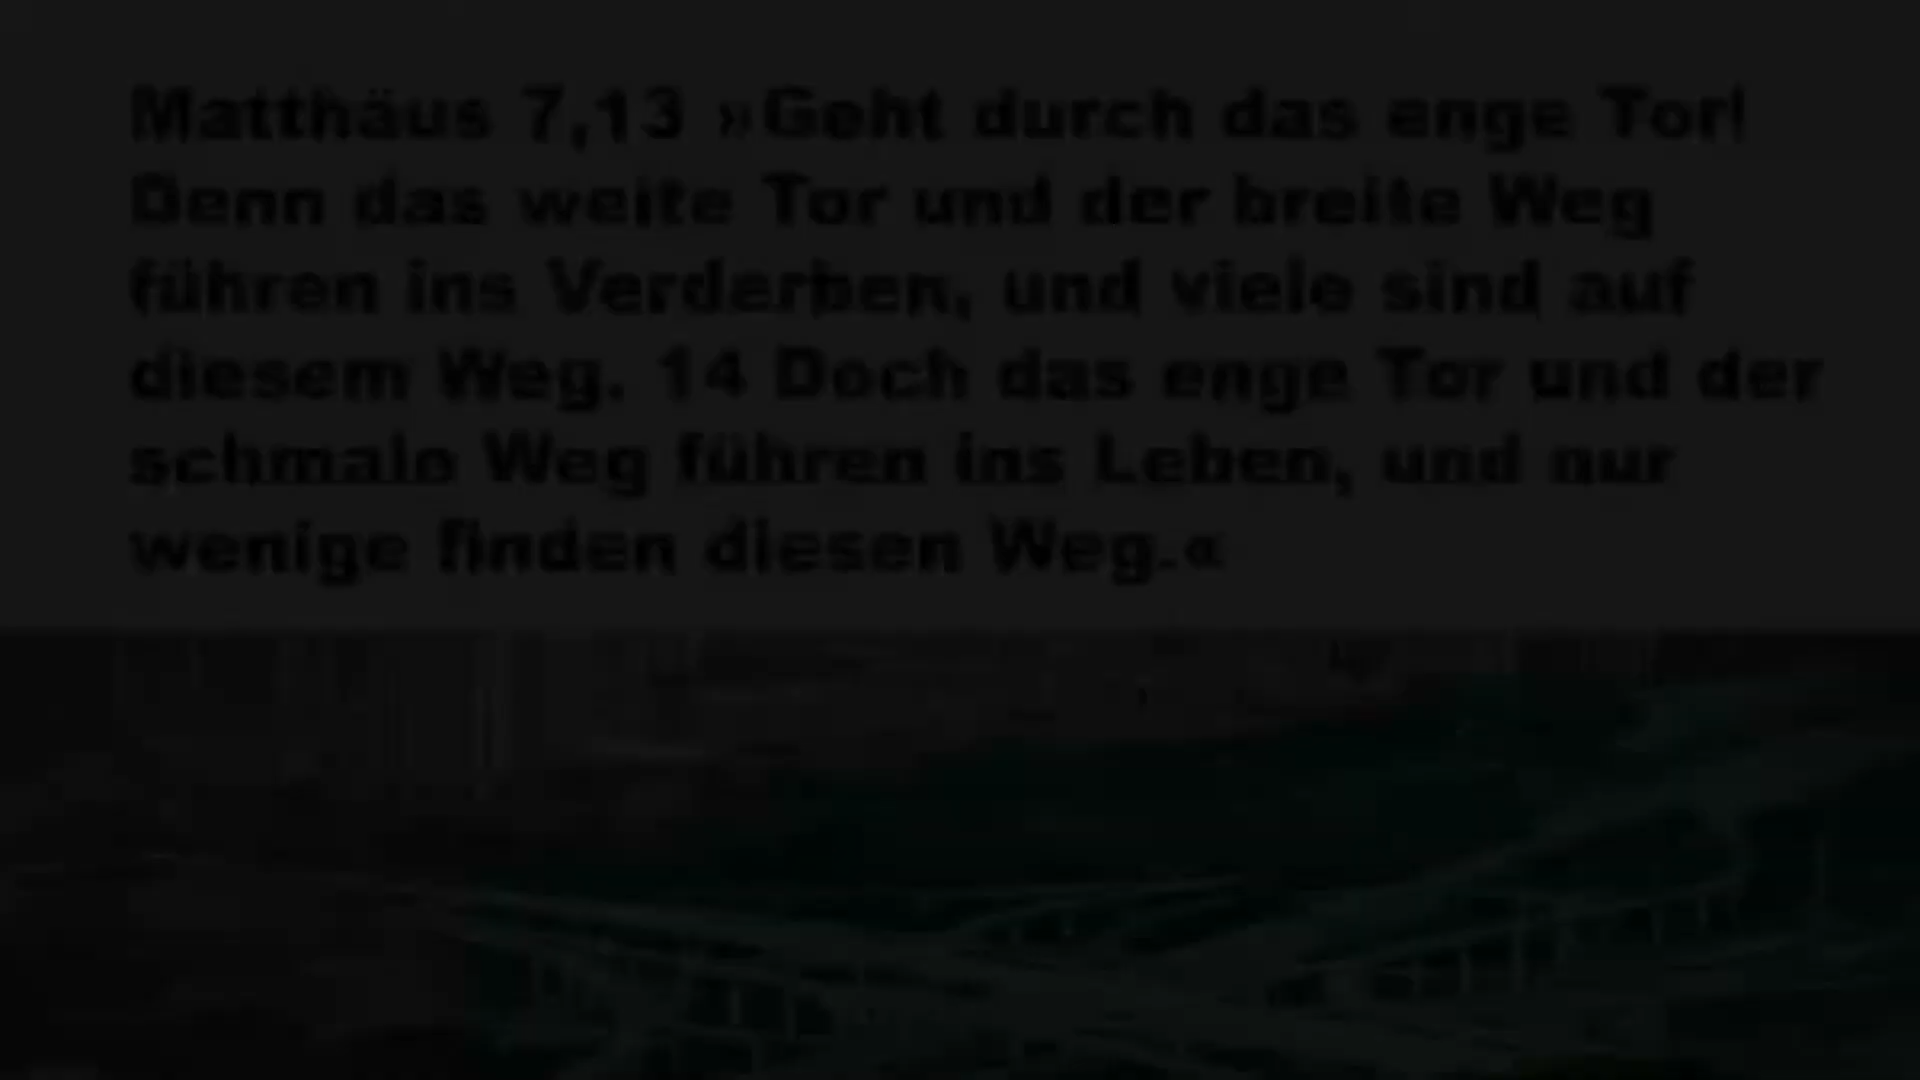 Matthäus 7,13 »Geht durch das enge Tor!
Denn das weite Tor und der breite Weg
führen ins Verderben, und viele sind auf
diesem Weg. 14 Doch das enge Tor und der
schmale Weg führen ins Leben, und nur
wenige finden diesen Weg.«